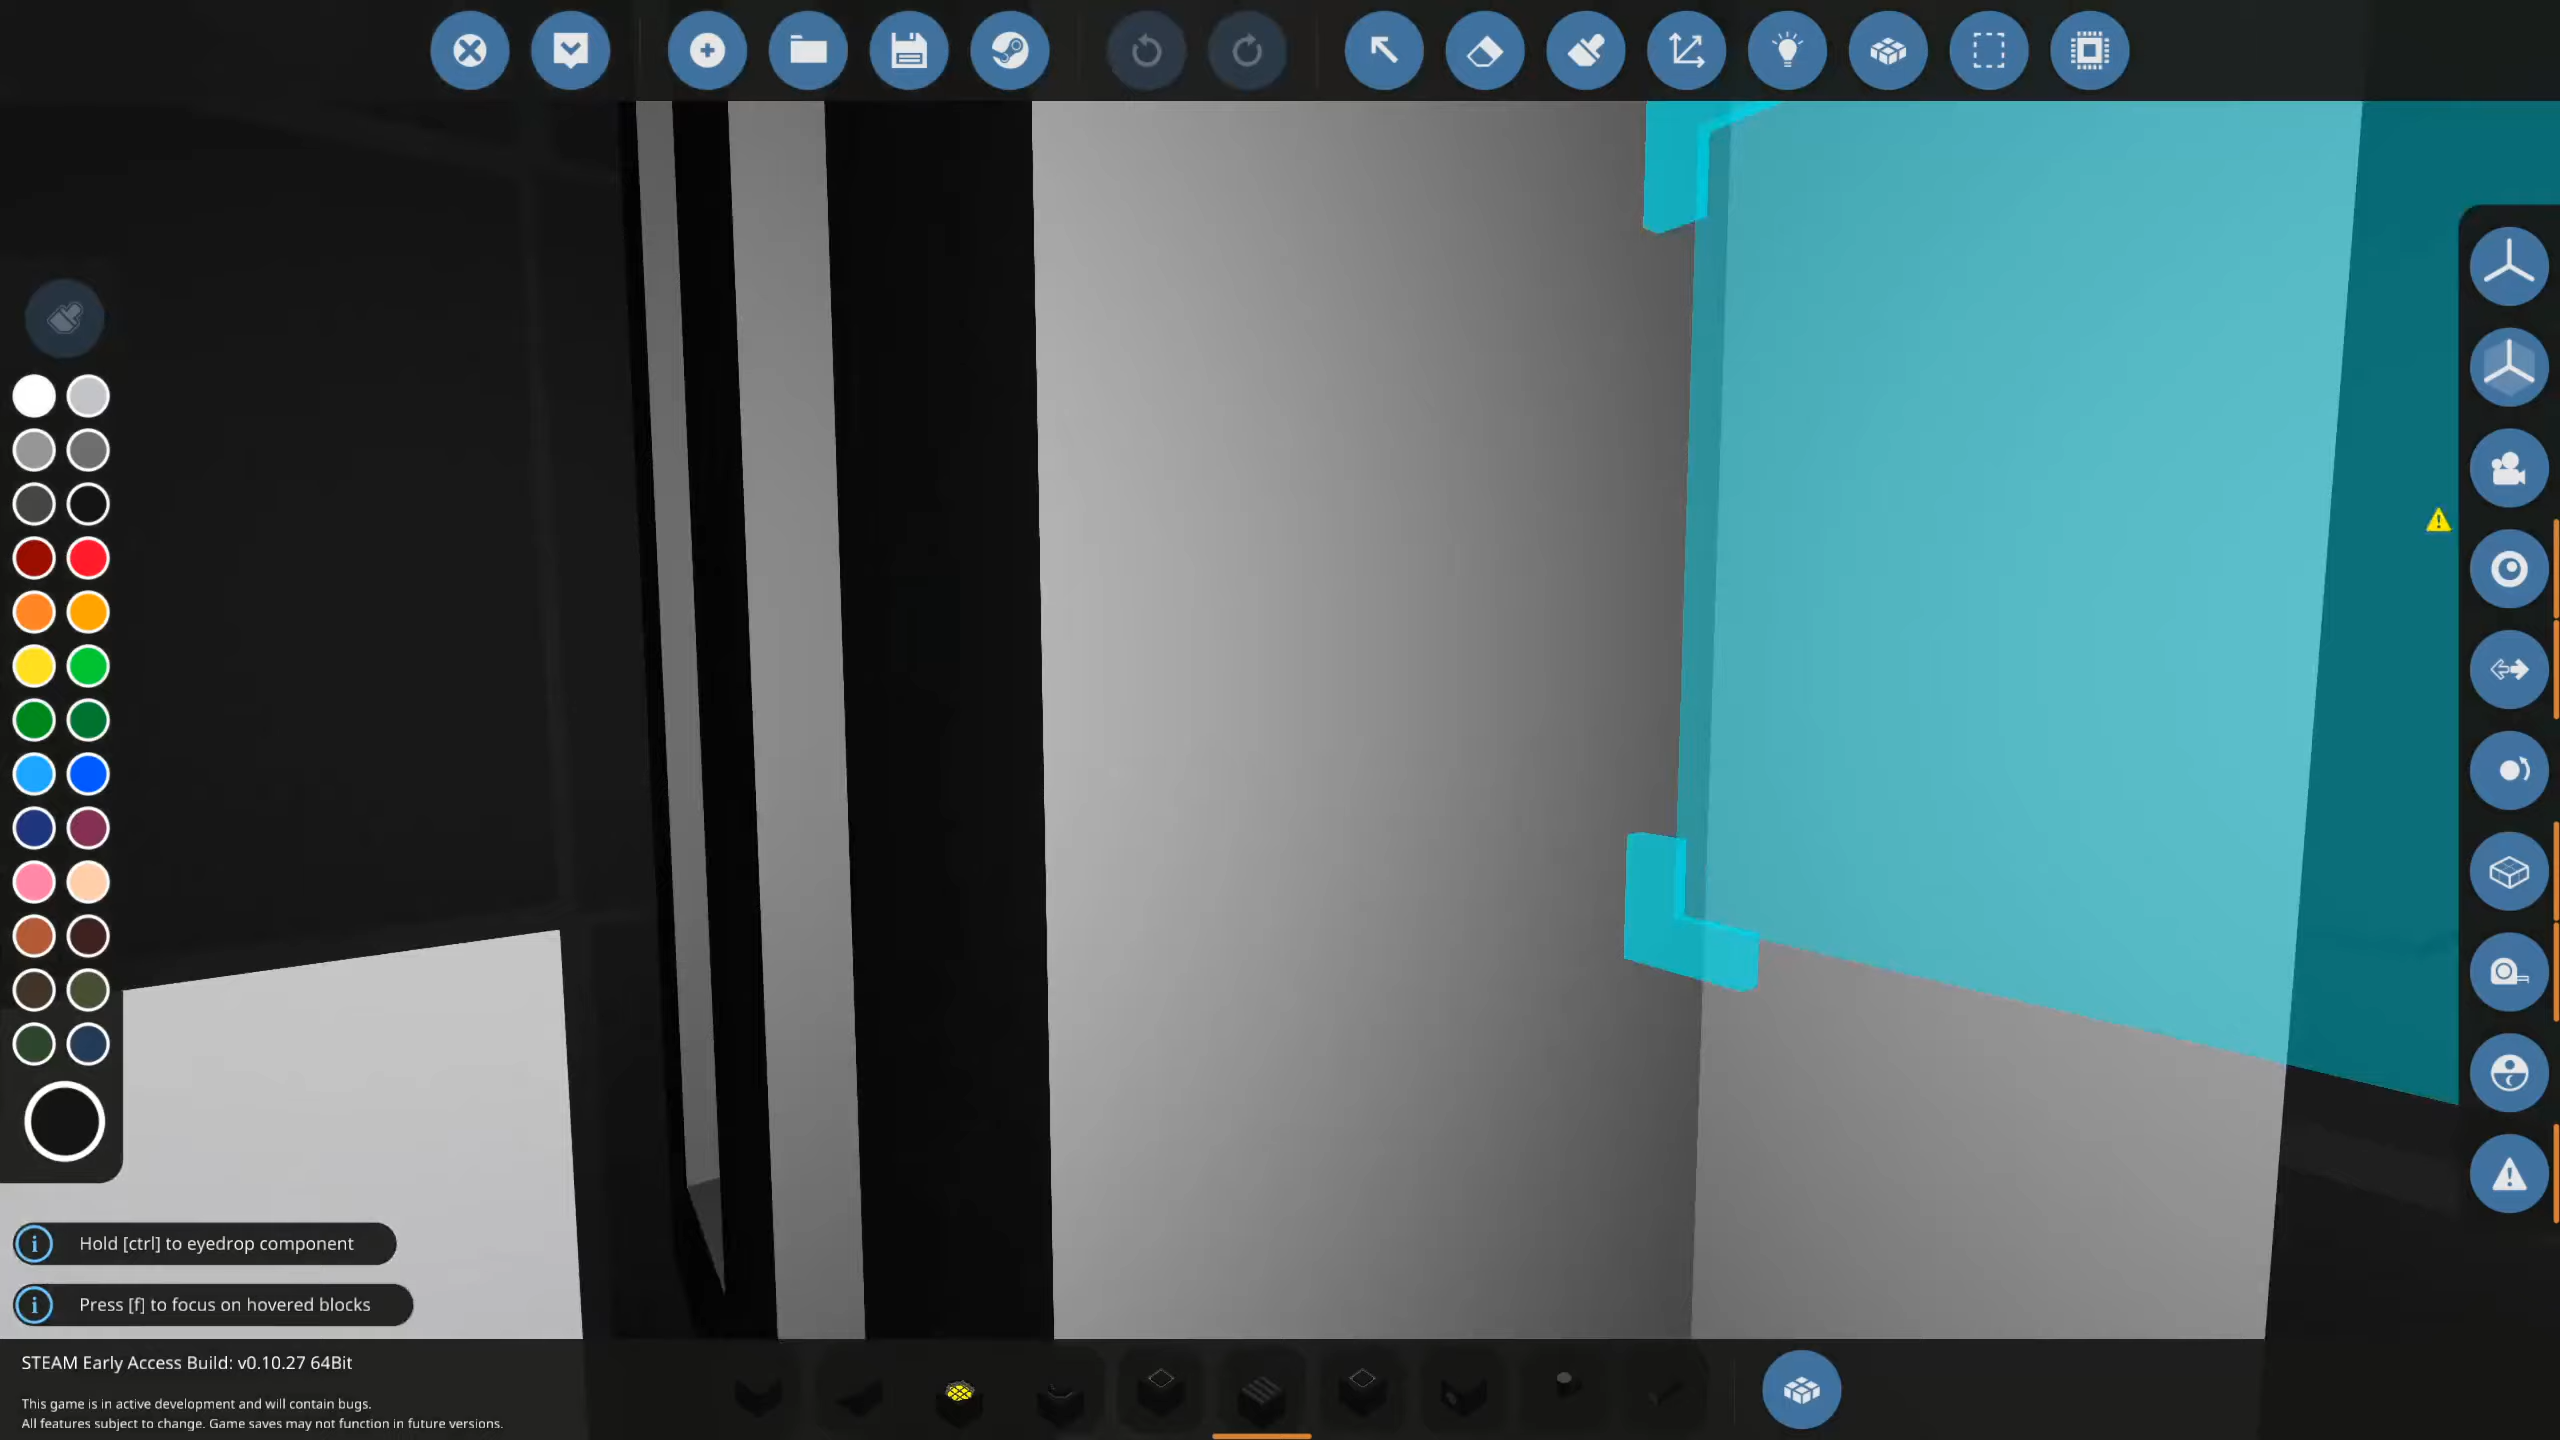 Hold [ctrl] to eyedrop component
Press [f] to focus on hovered blocks
STEAM Early Access Build: v0.10.27 64Bit
This game is in active development and will contain bugs.
All features subject to change. Game saves may not function in future versions.